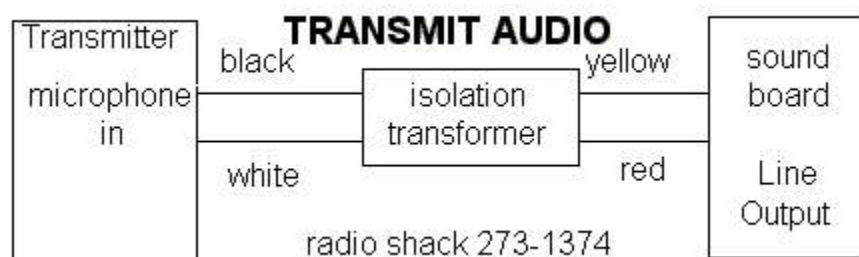 TRANSMIT AUDIO
Transmitter
microphone
in
black
white
isolation
transformer
yellow
red
sound
board
Line
Output
radio shack 273-1374